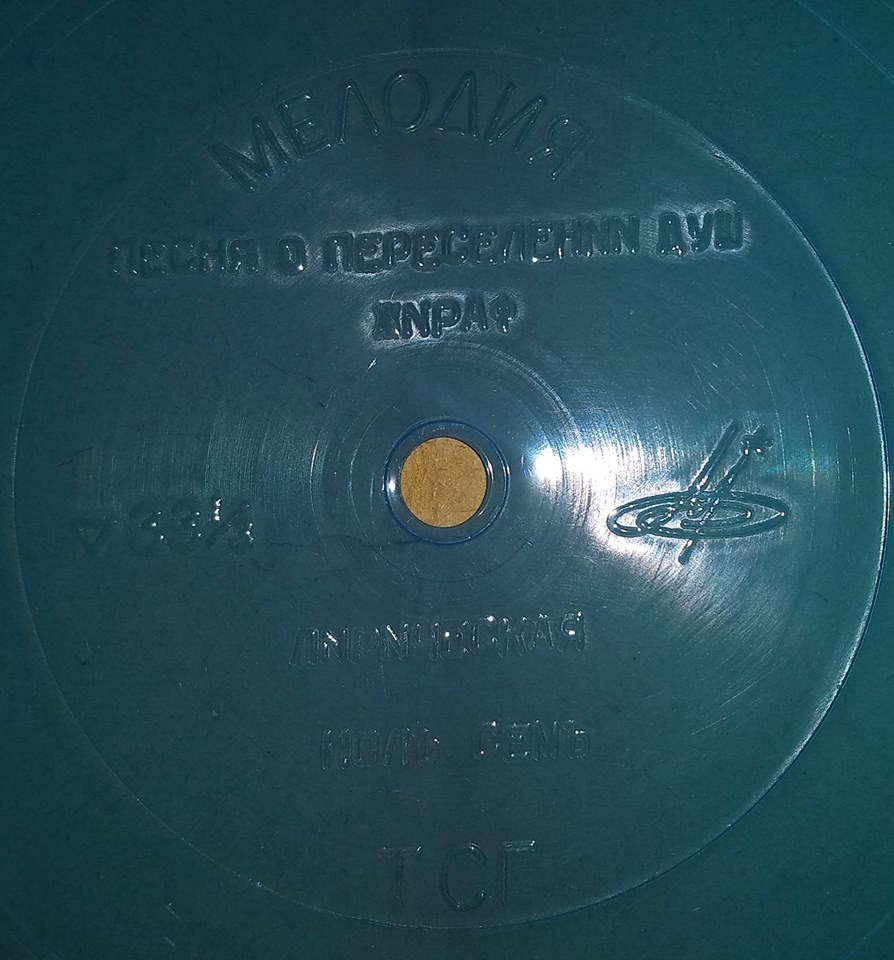 МЕЛОДИЯ
ПЕСНЯ О ПЕРЕСЕЛЕНИИ ДУШ
ЖИРАФ
▽ 33⅓
ЛИРИЧЕСКАЯ
НОЛЬ СЕМЬ
ТСГ